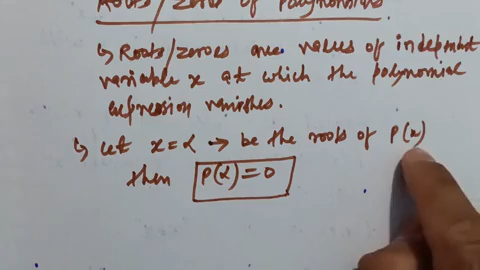 Roots/zeros of Polynomials.
↳ Roots/zeroes are values of independent
variable x at which the polynomial
expression vanishes.
↳ Let x=α → be the roots of P(x)
then P(α)=0